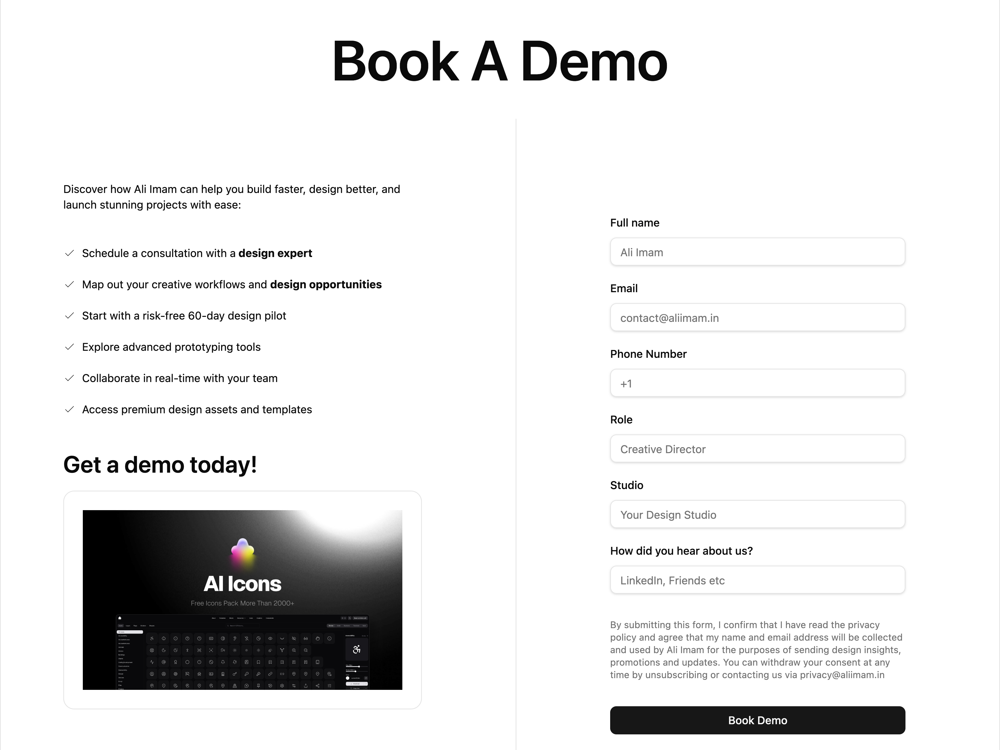 Book A Demo
Discover how Ali Imam can help you build faster, design better, and
launch stunning projects with ease:
Schedule a consultation with a design expert
Map out your creative workflows and design opportunities
Start with a risk-free 60-day design pilot
Explore advanced prototyping tools
Collaborate in real-time with your team
Access premium design assets and templates
Get a demo today!
AI Icons
Free Icons Pack More Than 2000+
Full name
Ali Imam
Email
contact@aliimam.in
Phone Number
+1
Role
Creative Director
Studio
Your Design Studio
How did you hear about us?
LinkedIn, Friends etc
By submitting this form, I confirm that I have read the privacy
policy and agree that my name and email address will be collected
and used by Ali Imam for the purposes of sending design insights,
promotions and updates. You can withdraw your consent at any
time by unsubscribing or contacting us via privacy@aliimam.in
Book Demo